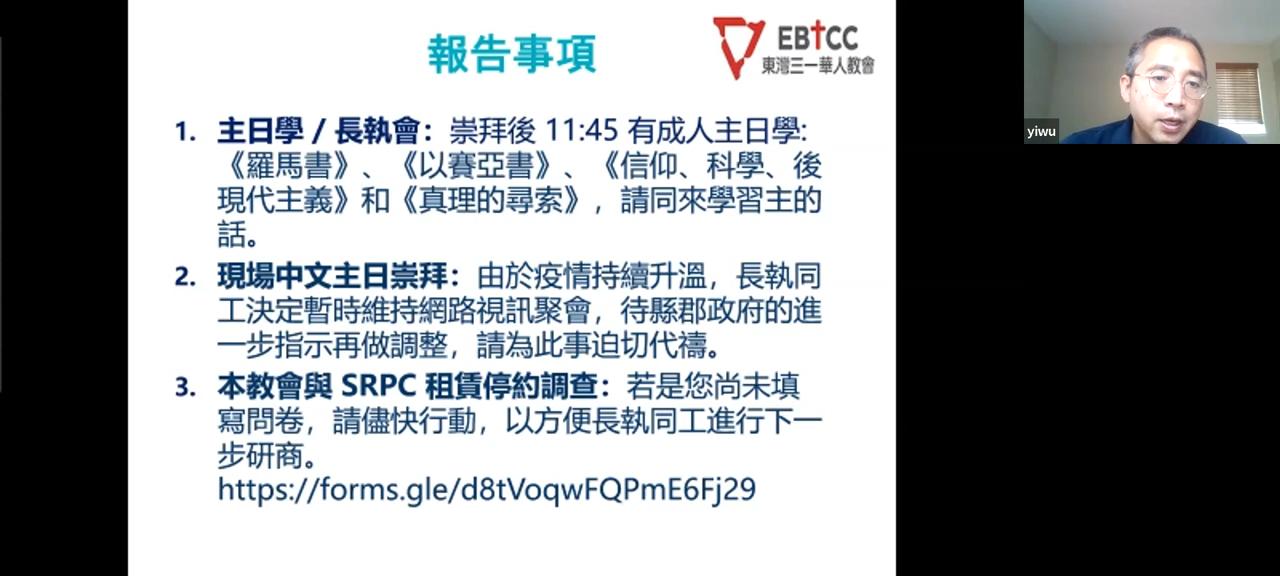 報告事項
EBTCC
東灣三一華人教會
yiwu
1. 主日學 / 長執會：崇拜後 11:45 有成人主日學:
《羅馬書》、《以賽亞書》、《信仰、科學、後
現代主義》和《真理的尋索》，請同來學習主的
話。
2. 現場中文主日崇拜：由於疫情持續升溫，長執同
工決定暫時維持網路視訊聚會，待縣郡政府的進
一步指示再做調整，請為此事迫切代禱。
3. 本教會與 SRPC 租賃停約調查：若是您尚未填
寫問卷，請儘快行動，以方便長執同工進行下一
步研商。
https://forms.gle/d8tVoqwFQPmE6Fj29